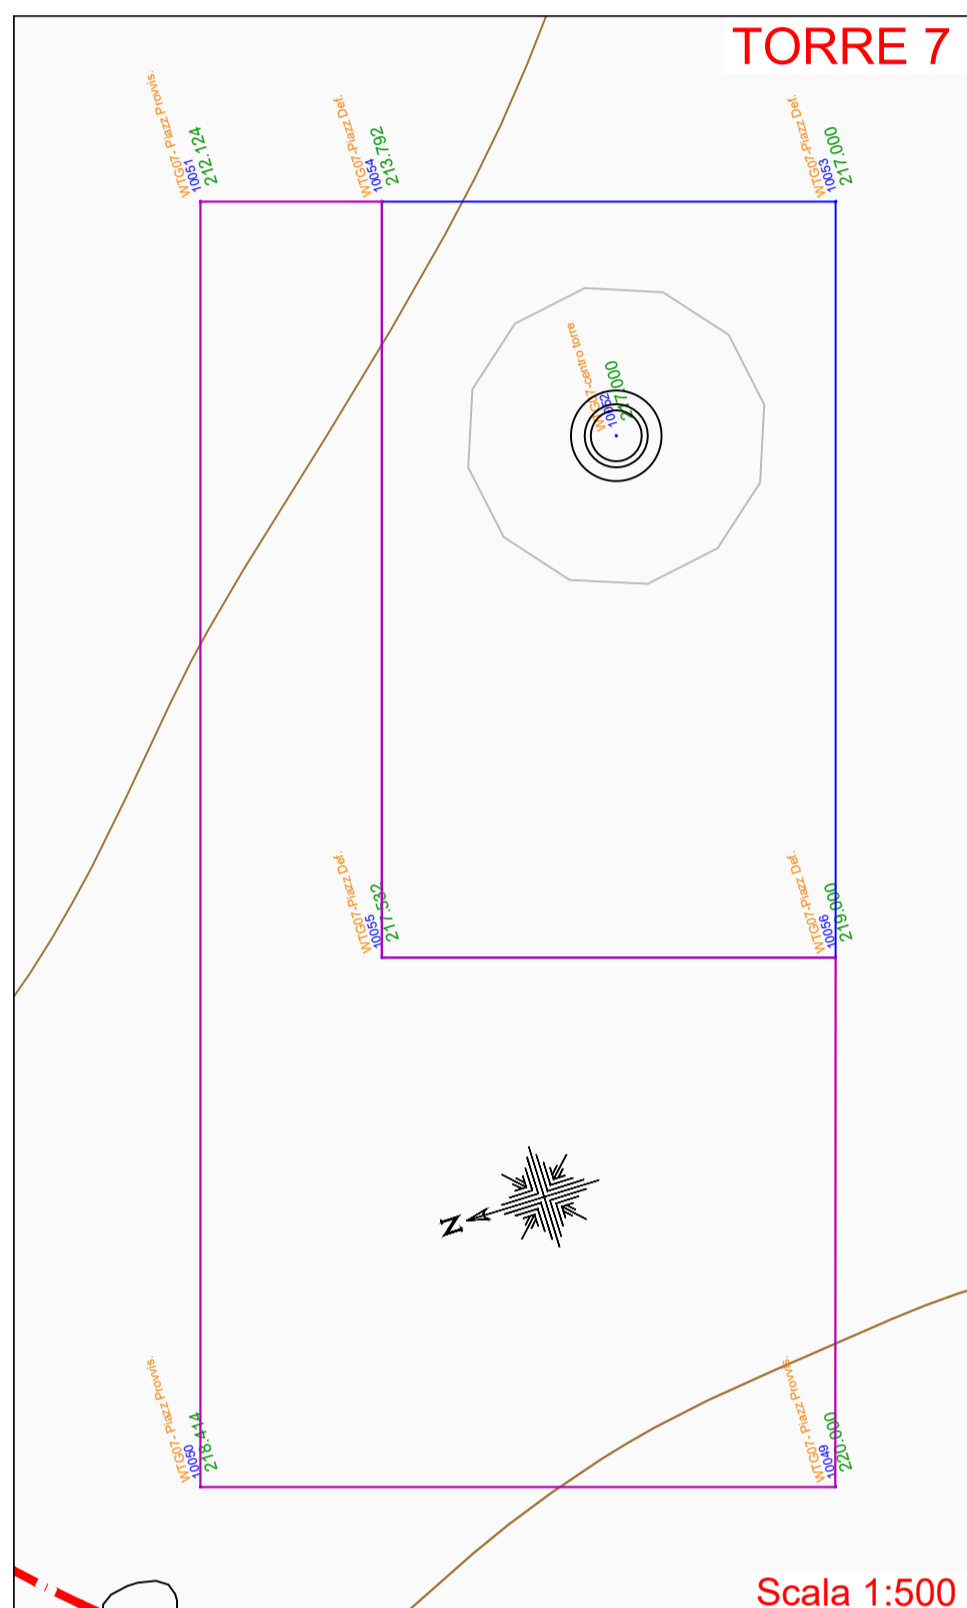 TORRE 7
WTG07- Piazz Provvis.
10051
212.124
WTG07-Piazz Def.
10054
213.792
WTG07-Piazz Def.
10053
217.000
WTG07-centro torre
10052
217.000
WTG07-Piazz Def.
10055
217.532
WTG07-Piazz Def.
10056
219.000
N
WTG07- Piazz Provvis.
10050
218.414
WTG07- Piazz Provvis.
10049
220.000
Scala 1:500